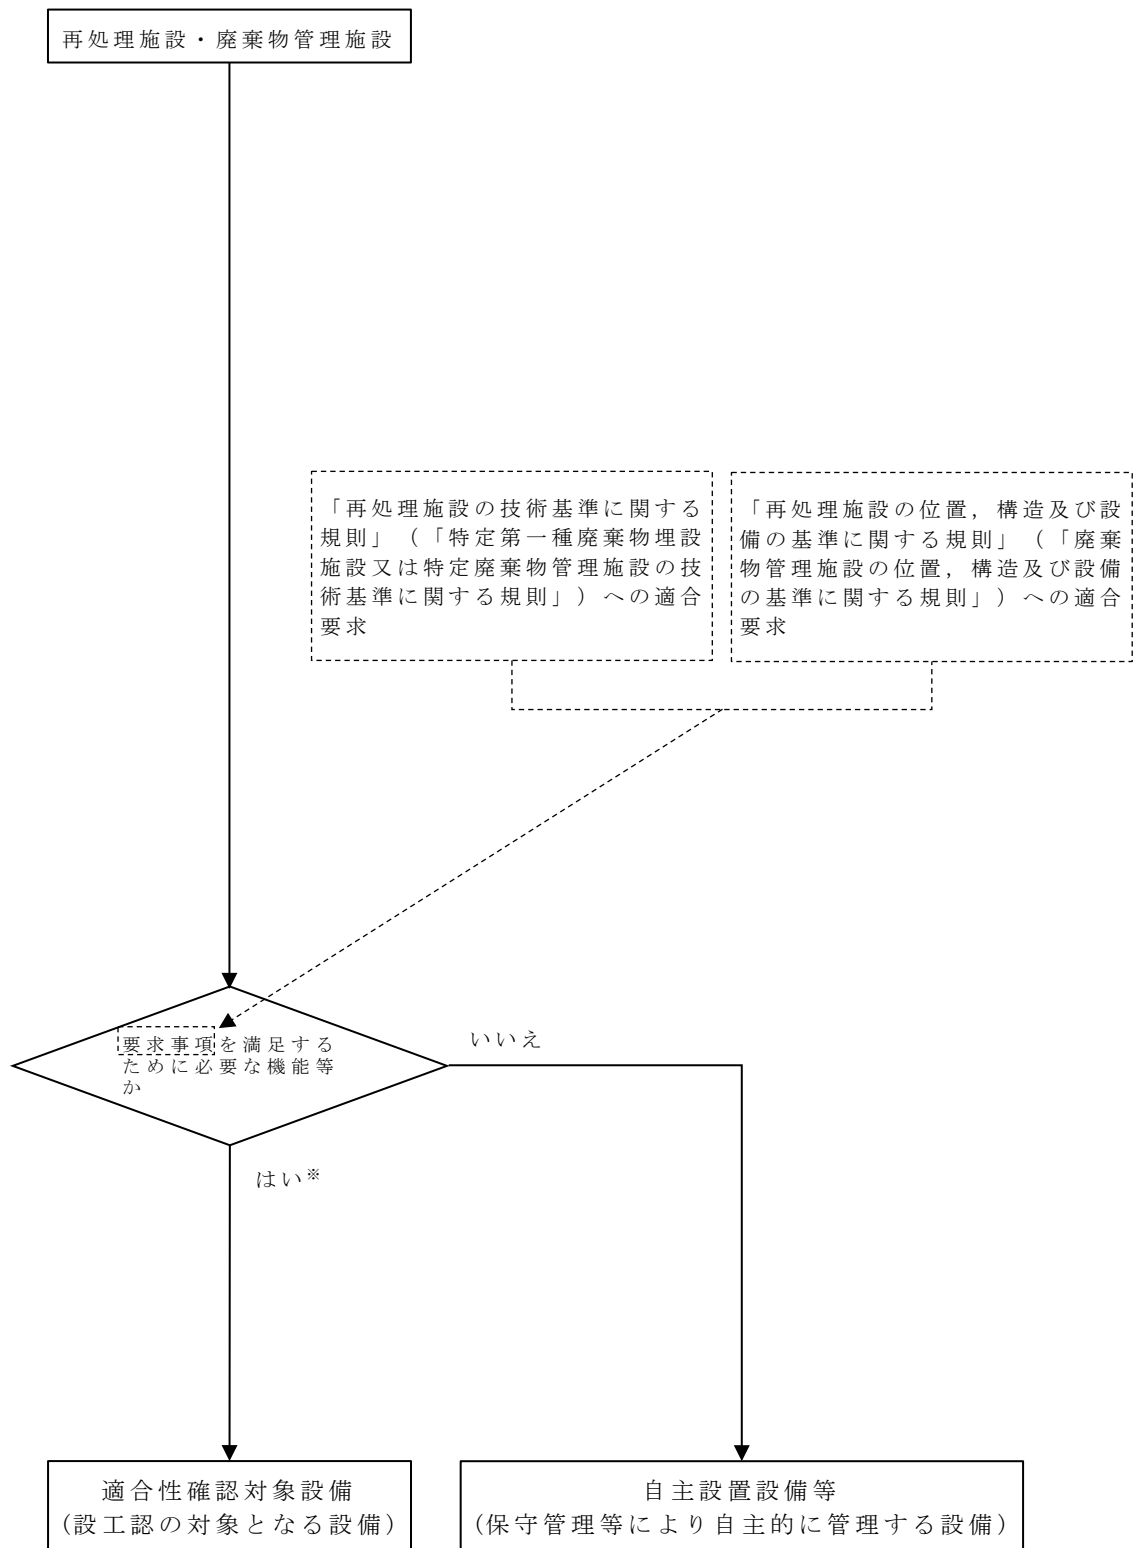 再処理施設・廃棄物管理施設
「再処理施設の技術基準に関する
規則」（「特定第一種廃棄物埋設
施設又は特定廃棄物管理施設の技
術基準に関する規則」）への適合
要求
「再処理施設の位置，構造及び設
備の基準に関する規則」（「廃棄
物管理施設の位置，構造及び設備
の基準に関する規則」）への適合
要求
要求事項を満足する
ために必要な機能等
か
いいえ
はい※
適合性確認対象設備
（設工認の対象となる設備）
自主設置設備等
（保守管理等により自主的に管理する設備）